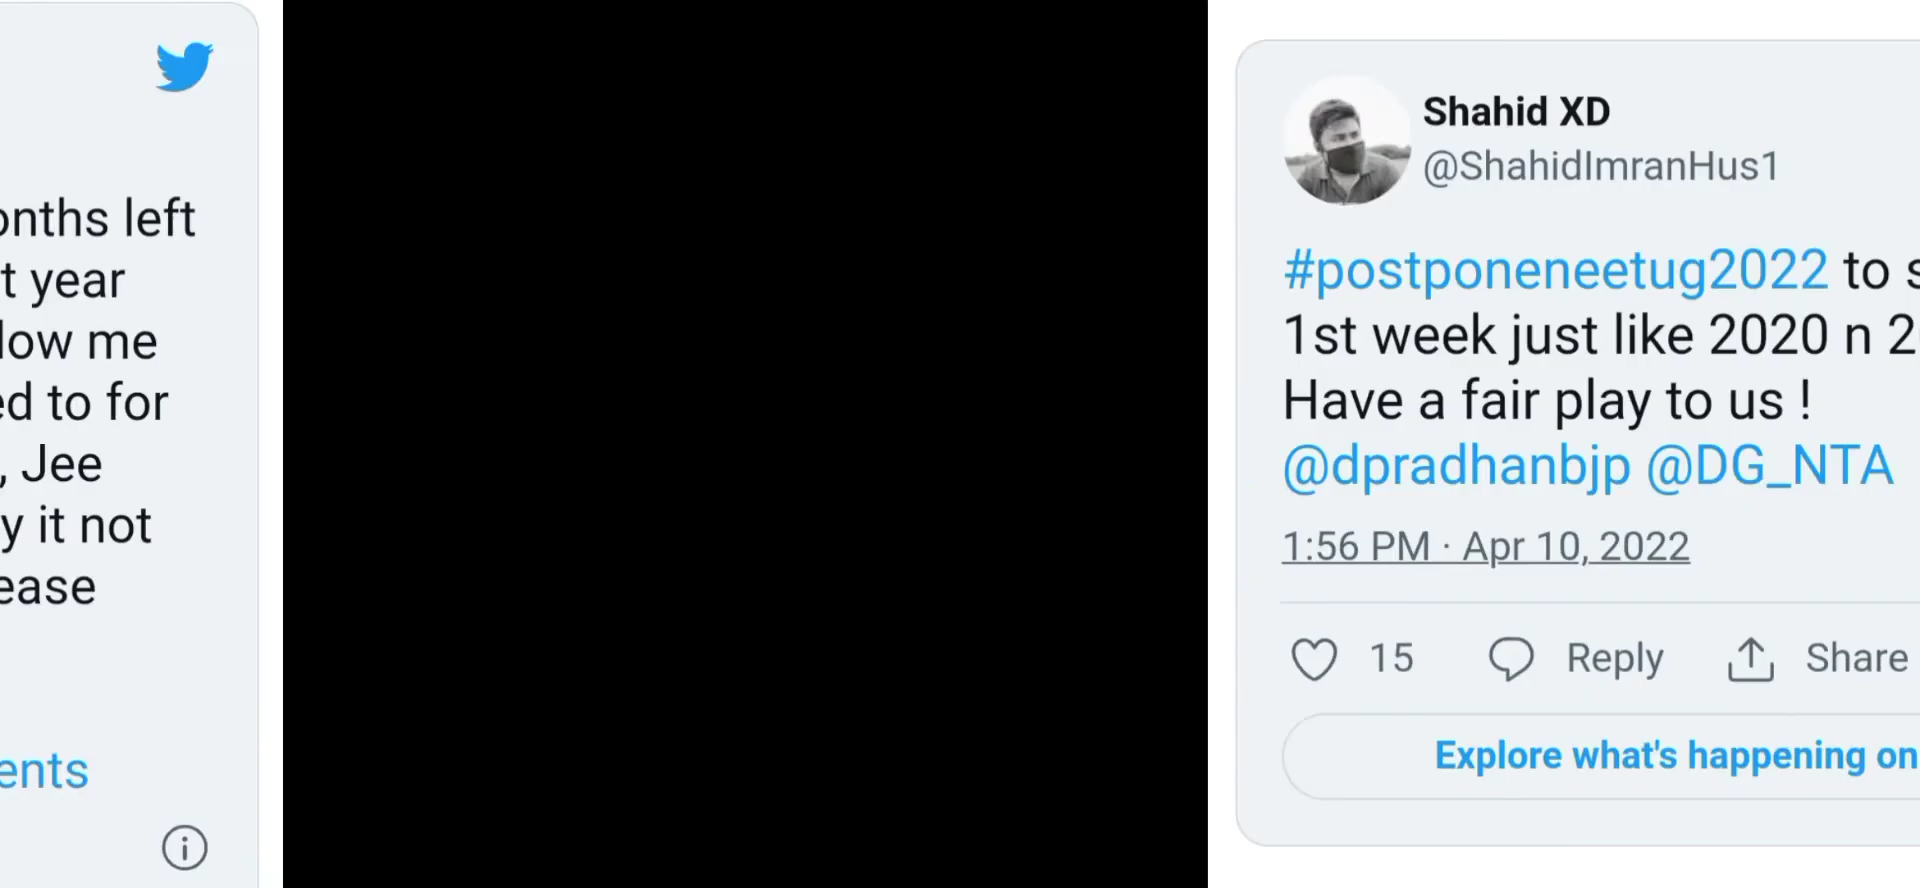 onths left
t year
low me
ed to for
, Jee
y it not
ease
ents
Shahid XD
@ShahidImranHus1
#postponeneetug2022 to s
1st week just like 2020 n 2
Have a fair play to us !
@dpradhanbjp @DG_NTA
1:56 PM · Apr 10, 2022
15 Reply Share
Explore what's happening on